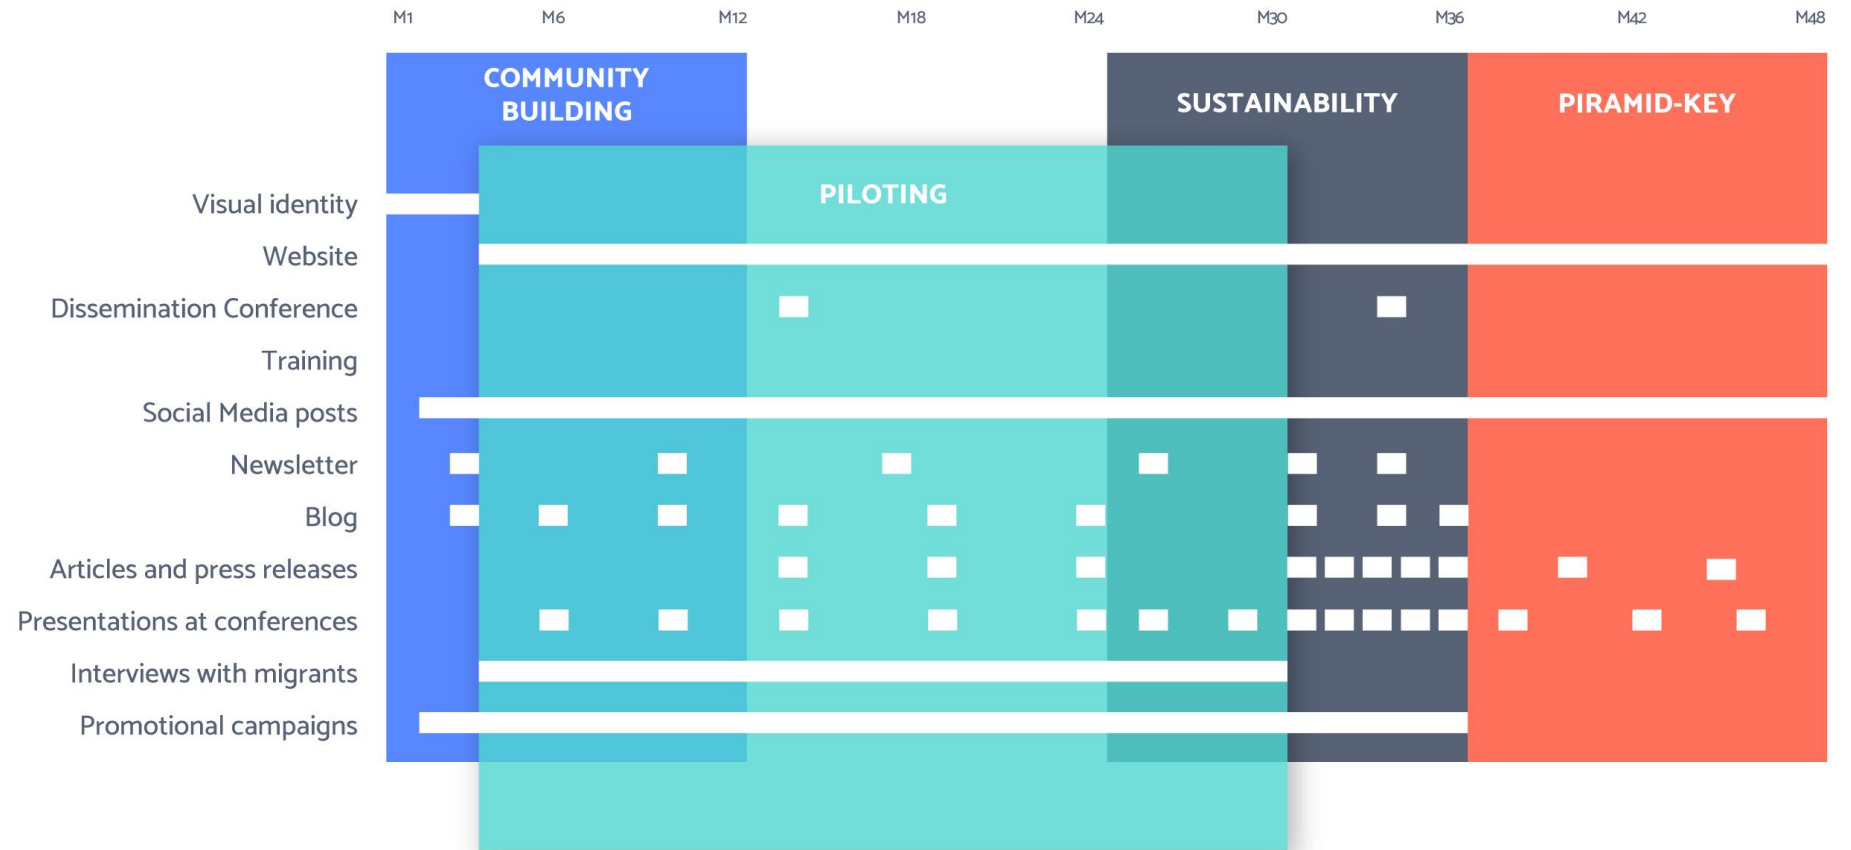 M1 M6 M12 M18 M24 M30 M36 M42 M48
COMMUNITY
BUILDING
SUSTAINABILITY
PIRAMID-KEY
PILOTING
Visual identity
Website
Dissemination Conference
Training
Social Media posts
Newsletter
Blog
Articles and press releases
Presentations at conferences
Interviews with migrants
Promotional campaigns